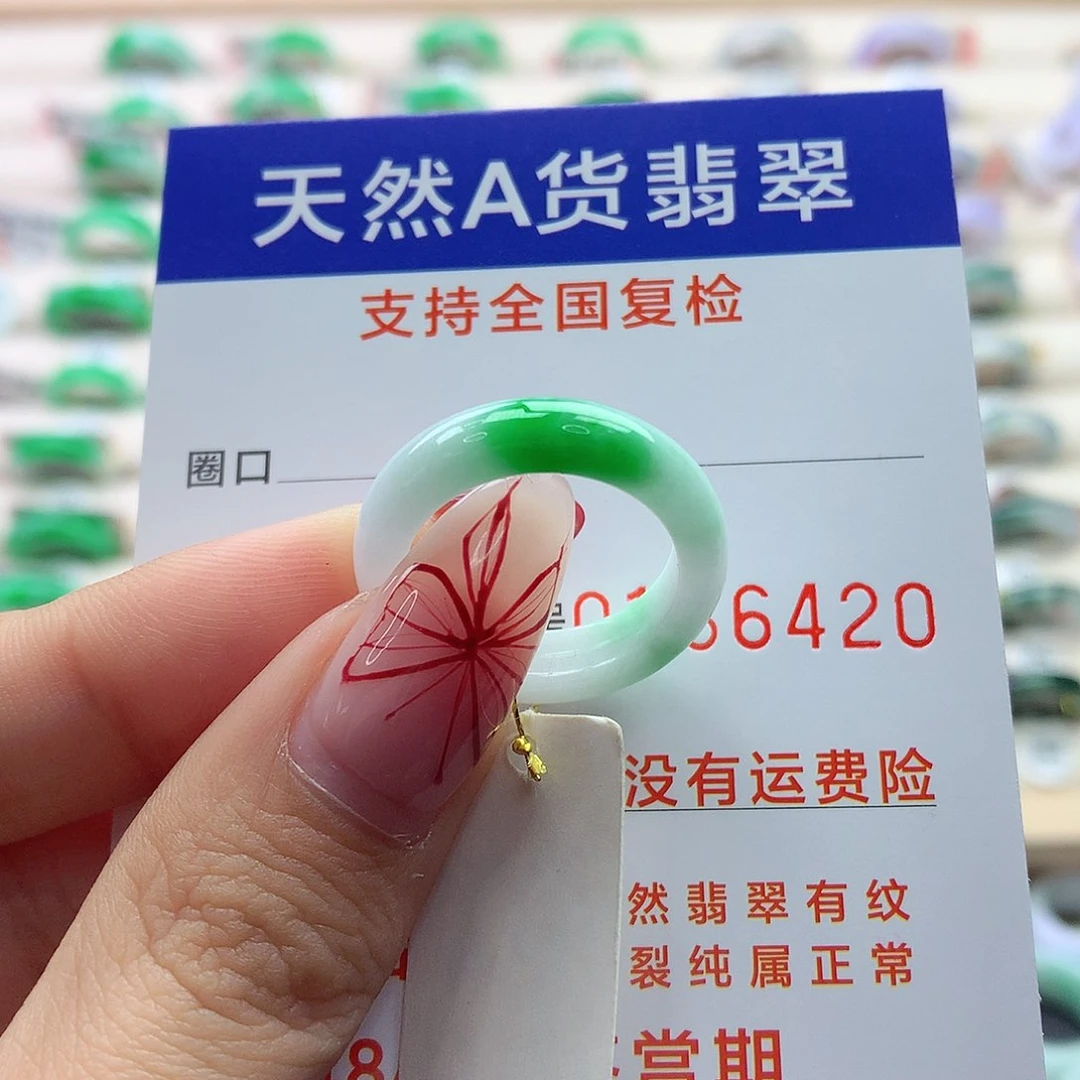 天然A货翡翠
支持全国复检
圈口
6420
没有运费险
然翡翠有纹
裂纯属正常
8